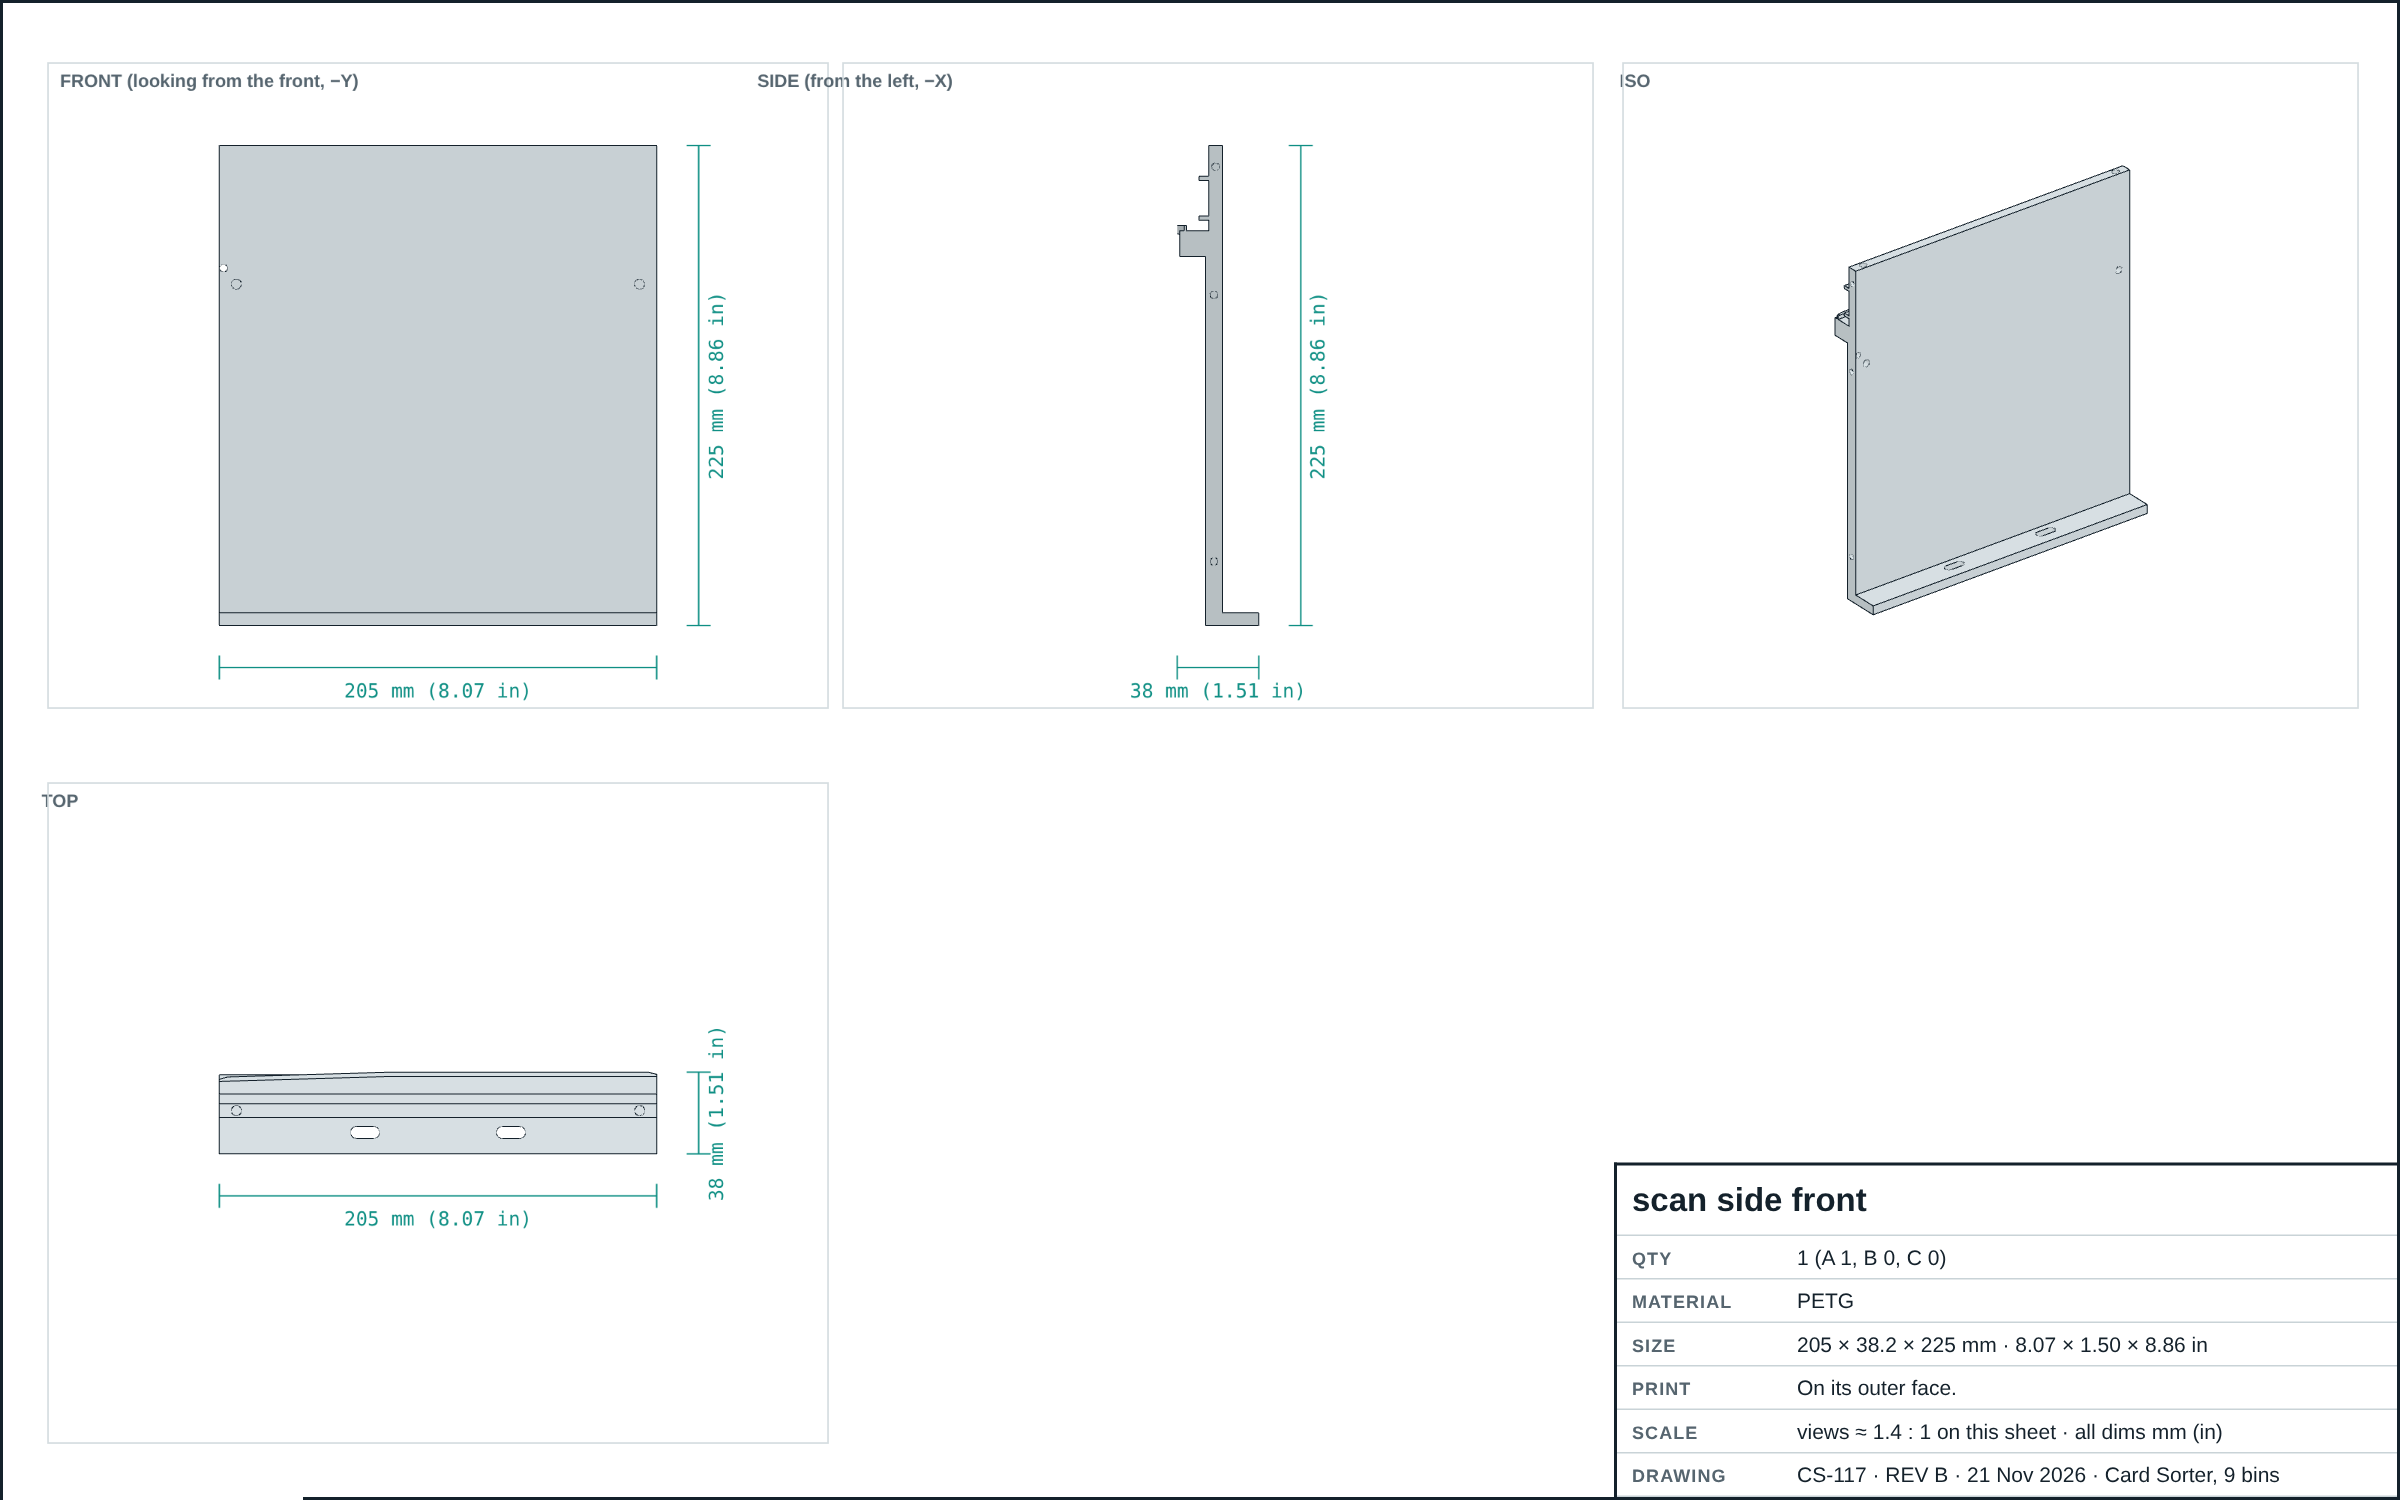 FRONT (looking from the front, −Y)
SIDE (from the left, −X)
ISO
225 mm (8.86 in)
225 mm (8.86 in)
205 mm (8.07 in)
38 mm (1.51 in)
TOP
38 mm (1.51 in)
205 mm (8.07 in)
scan side front
QTY 1 (A 1, B 0, C 0)
MATERIAL PETG
SIZE 205 × 38.2 × 225 mm · 8.07 × 1.50 × 8.86 in
PRINT On its outer face.
SCALE views ≈ 1.4 : 1 on this sheet · all dims mm (in)
DRAWING CS-117 · REV B · 21 Nov 2026 · Card Sorter, 9 bins